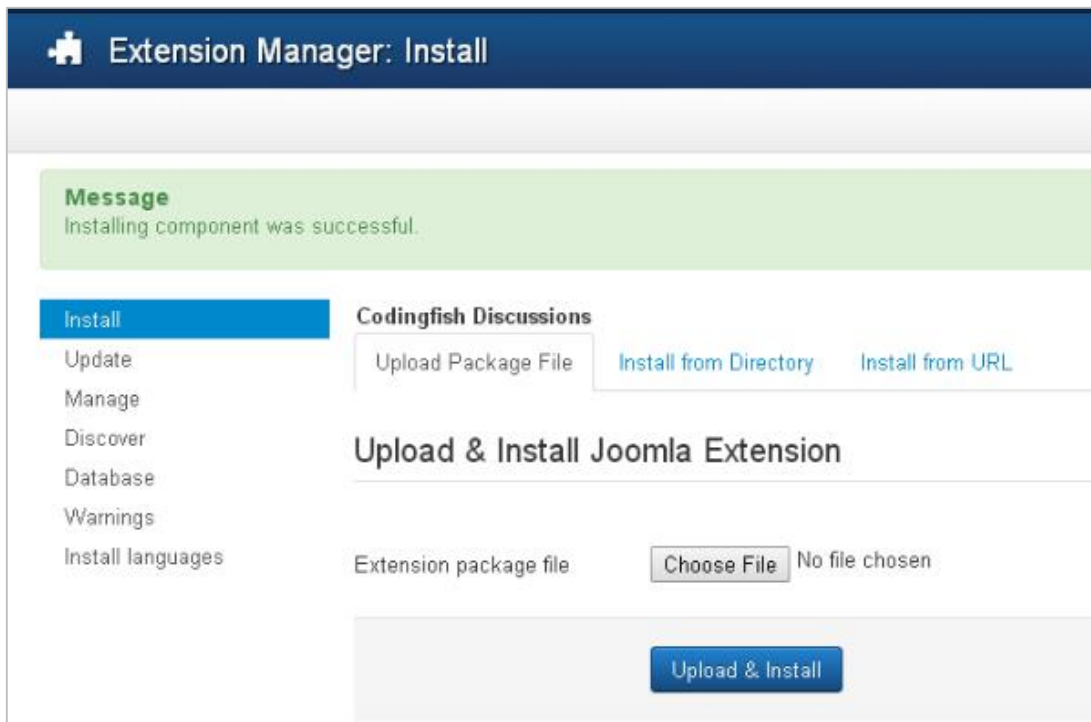 Extension Manager: Install
Message
Installing component was successful.
Install
Update
Manage
Discover
Database
Warnings
Install languages
Codingfish Discussions
Upload Package File Install from Directory Install from URL
Upload & Install Joomla Extension
Extension package file Choose File No file chosen
Upload & Install